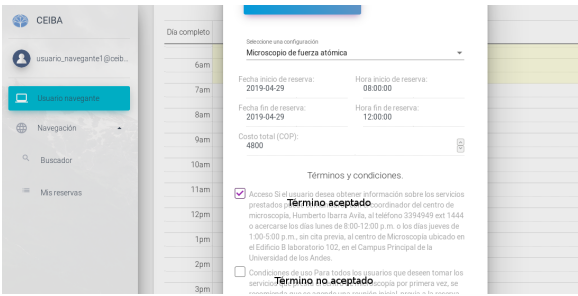 CEIBA
usuario_navegante1@ceib...
Usuario navegante
Navegación
Buscador
Mis reservas
Día completo
6am
7am
8am
9am
10am
11am
12pm
1pm
2pm
3pm
Seleccione una configuración
Microscopio de fuerza atómica
Fecha inicio de reserva: Hora inicio de reserva:
2019-04-29 08:00:00
Fecha fin de reserva: Hora fin de reserva:
2019-04-29 12:00:00
Costo total (COP):
4800
Términos y condiciones.
Acceso Si el usuario desea obtener información sobre los servicios
prestados coordinador del centro de
Término aceptado
microscopia, Humberto Ibarra Avila, al teléfono 3394949 ext 1444
o acercarse los días lunes de 8:00-12:00 p.m. o los días jueves de
1:00-5:00 p.m., sin cita previa, al centro de Microscopia ubicado en
el Edificio B laboratorio 102, en el Campus Principal de la
Universidad de los Andes.
Condiciones de uso Para todos los usuarios que deseen tomar los
servicios por primera vez, se
Término no aceptado